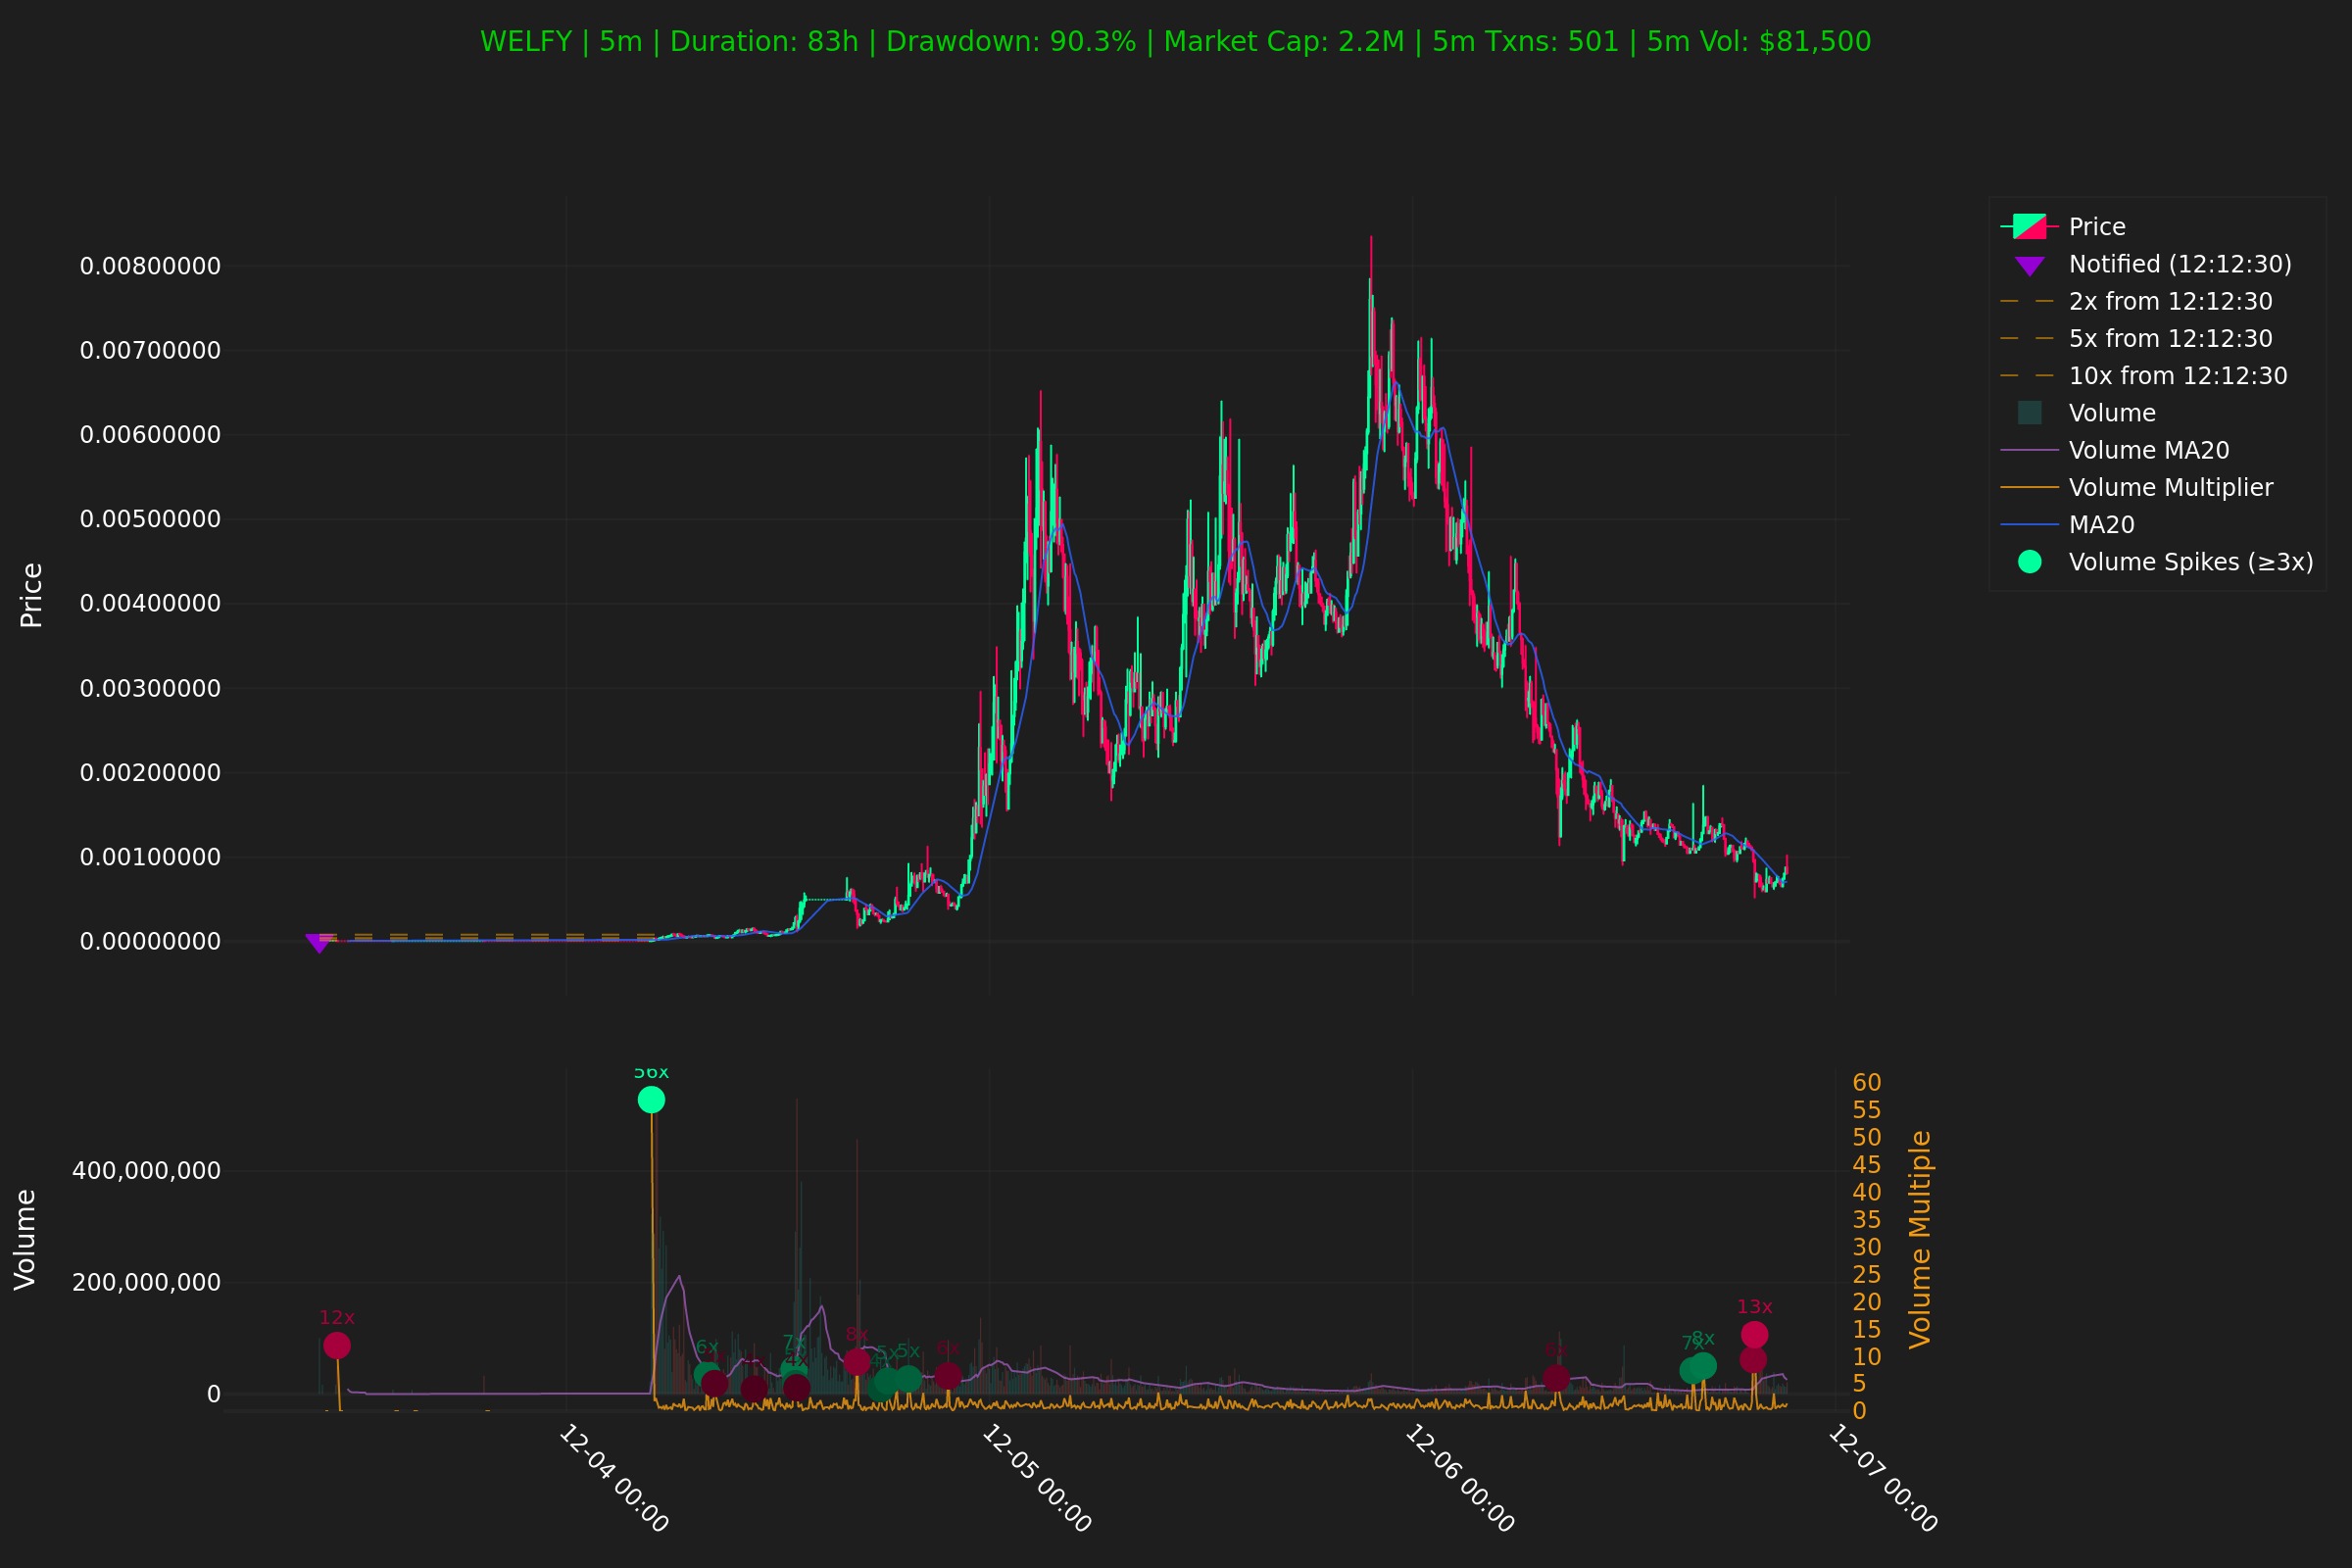 WELFY | 5m | Duration: 83h | Drawdown: 90.3% | Market Cap: 2.2M | 5m Txns: 501 | 5m Vol: $81,500
Price
0.00800000
0.00700000
0.00600000
0.00500000
0.00400000
0.00300000
0.00200000
0.00100000
0.00000000
Price
Notified (12:12:30)
2x from 12:12:30
5x from 12:12:30
10x from 12:12:30
Volume
Volume MA20
Volume Multiplier
MA20
Volume Spikes (≥3x)
Volume
400,000,000
200,000,000
0
56x
12x
6x
7x
4x
8x
5x
5x
6x
6x
7x
8x
13x
60
55
50
45
40
35
30
25
20
15
10
5
0
Volume Multiple
12-04 00:00
12-05 00:00
12-06 00:00
12-07 00:00